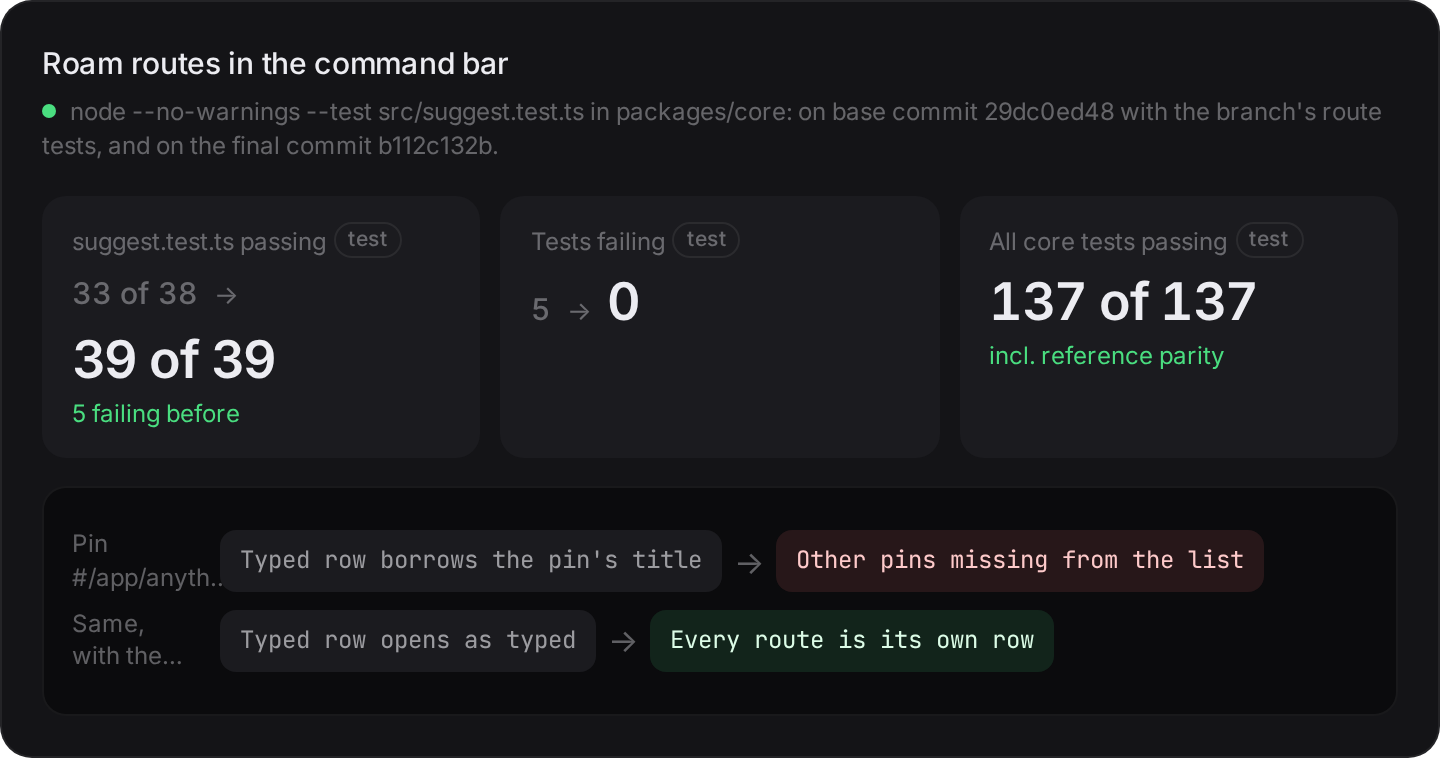 Roam routes in the command bar
node --no-warnings --test src/suggest.test.ts in packages/core: on base commit 29dc0ed48 with the branch's route
tests, and on the final commit b112c132b.
suggest.test.ts passing test
33 of 38 →
39 of 39
5 failing before
Tests failing test
5 → 0
All core tests passing test
137 of 137
incl. reference parity
Pin
#/app/anyth...
Typed row borrows the pin's title → Other pins missing from the list
Same,
with the...
Typed row opens as typed → Every route is its own row